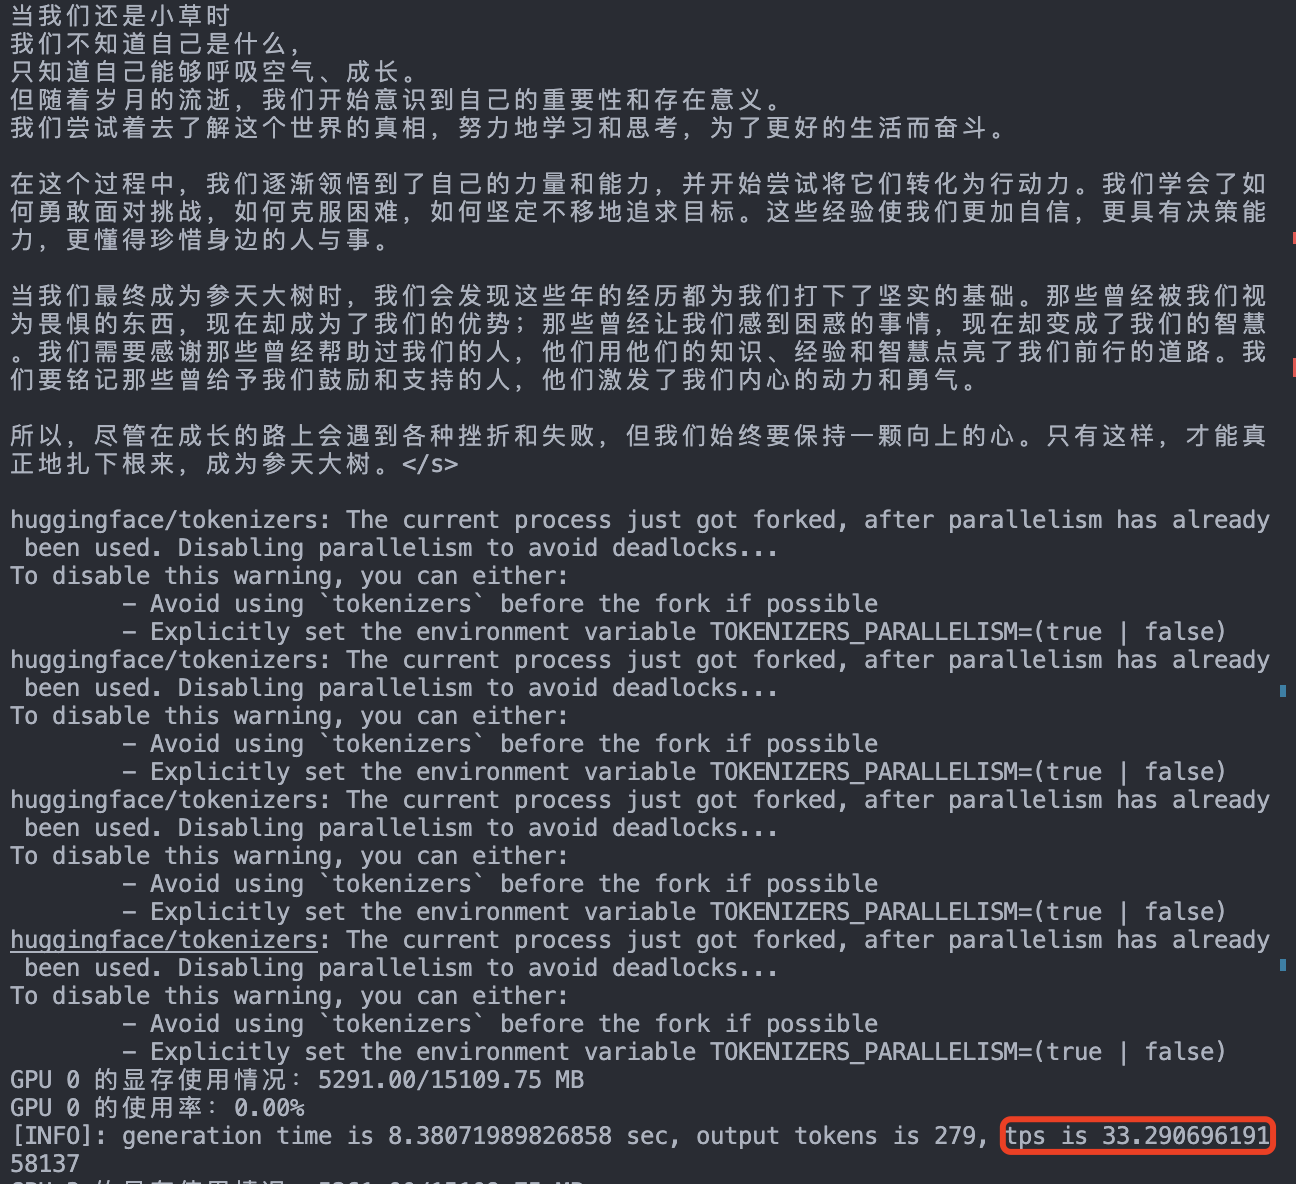 当我们还是小草时
我们不知道自己是什么，
只知道自己能够呼吸空气、成长。
但随着岁月的流逝，我们开始意识到自己的重要性和存在意义。
我们尝试着去了解这个世界的真相，努力地学习和思考，为了更好的生活而奋斗。
在这个过程中，我们逐渐领悟到了自己的力量和能力，并开始尝试将它们转化为行动力。我们学会了如
何勇敢面对挑战，如何克服困难，如何坚定不移地追求目标。这些经验使我们更加自信，更具有决策能
力，更懂得珍惜身边的人与事。
当我们最终成为参天大树时，我们会发现这些年的经历都为我们打下了坚实的基础。那些曾经被我们视
为畏惧的东西，现在却成为了我们的优势；那些曾经让我们感到困惑的事情，现在却变成了我们的智慧
。我们需要感谢那些曾经帮助过我们的人，他们用他们的知识、经验和智慧点亮了我们前行的道路。我
们要铭记那些曾给予我们鼓励和支持的人，他们激发了我们内心的动力和勇气。
所以，尽管在成长的路上会遇到各种挫折和失败，但我们始终要保持一颗向上的心。只有这样，才能真
正地扎下根来，成为参天大树。</s>
huggingface/tokenizers: The current process just got forked, after parallelism has already
been used. Disabling parallelism to avoid deadlocks...
To disable this warning, you can either:
- Avoid using `tokenizers` before the fork if possible
- Explicitly set the environment variable TOKENIZERS_PARALLELISM=(true | false)
huggingface/tokenizers: The current process just got forked, after parallelism has already
been used. Disabling parallelism to avoid deadlocks...
To disable this warning, you can either:
- Avoid using `tokenizers` before the fork if possible
- Explicitly set the environment variable TOKENIZERS_PARALLELISM=(true | false)
huggingface/tokenizers: The current process just got forked, after parallelism has already
been used. Disabling parallelism to avoid deadlocks...
To disable this warning, you can either:
- Avoid using `tokenizers` before the fork if possible
- Explicitly set the environment variable TOKENIZERS_PARALLELISM=(true | false)
huggingface/tokenizers: The current process just got forked, after parallelism has already
been used. Disabling parallelism to avoid deadlocks...
To disable this warning, you can either:
- Avoid using `tokenizers` before the fork if possible
- Explicitly set the environment variable TOKENIZERS_PARALLELISM=(true | false)
GPU 0 的显存使用情况：5291.00/15109.75 MB
GPU 0 的使用率：0.00%
[INFO]: generation time is 8.38071989826858 sec, output tokens is 279, tps is 33.290696191
58137